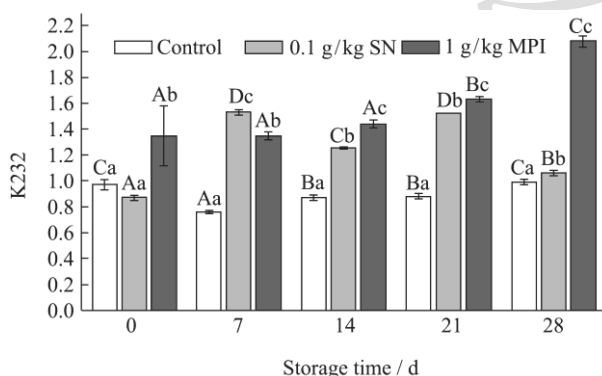 2.2
2.0
1.8
1.6
1.4
1.2
1.0
0.8
0.6
0.4
0.2
0.0
K232
Control 0.1 g/kg SN 1 g/kg MPI
Ca Aa Ab
Aa Dc Ab
Ba Cb Ac
Ba Db Bc
Ca Bb Cc
0 7 14 21 28
Storage time / d